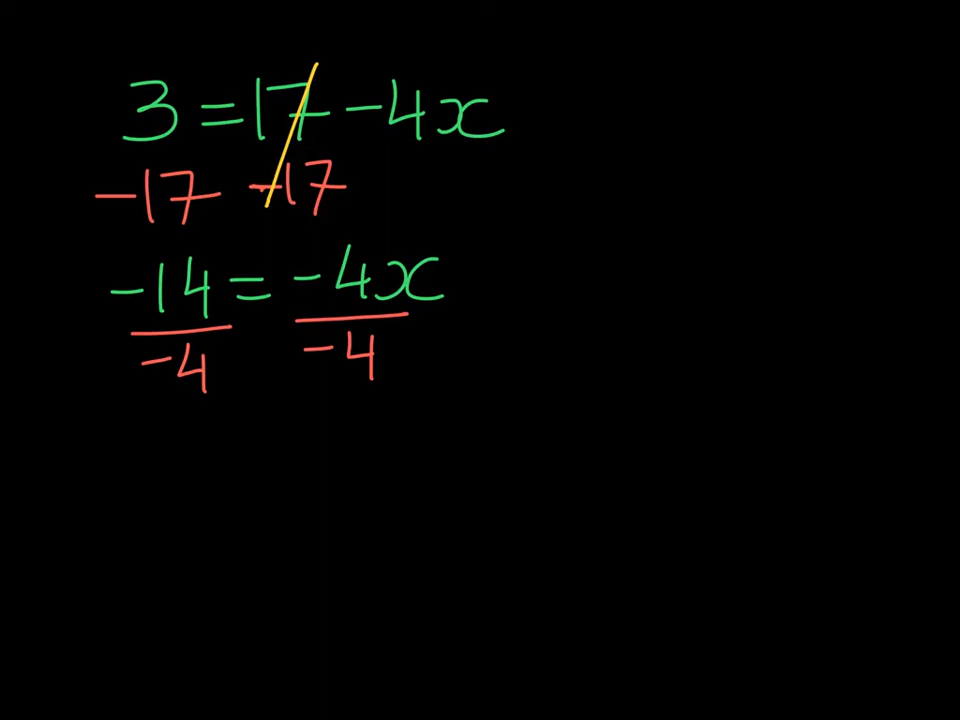 3 = 17 - 4x
-17 -17
-14 = -4x
-4 -4